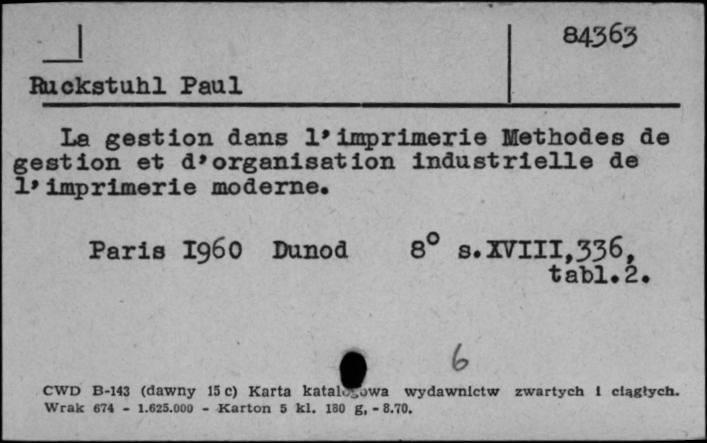 84363
Ruckstuhl Paul
La gestion dans l'imprimerie Methodes de
gestion et d'organisation industrielle de
l'imprimerie moderne.
Paris I960 Dunod 8° s.XVIII,336,
tabl.2.
6
CWD B-143 (dawny 15 c) Karta katalogowa wydawnictw zwartych i ciągłych.
Wrak 674 - 1.625.000 - Karton 5 kl. 180 g, - 8.70.